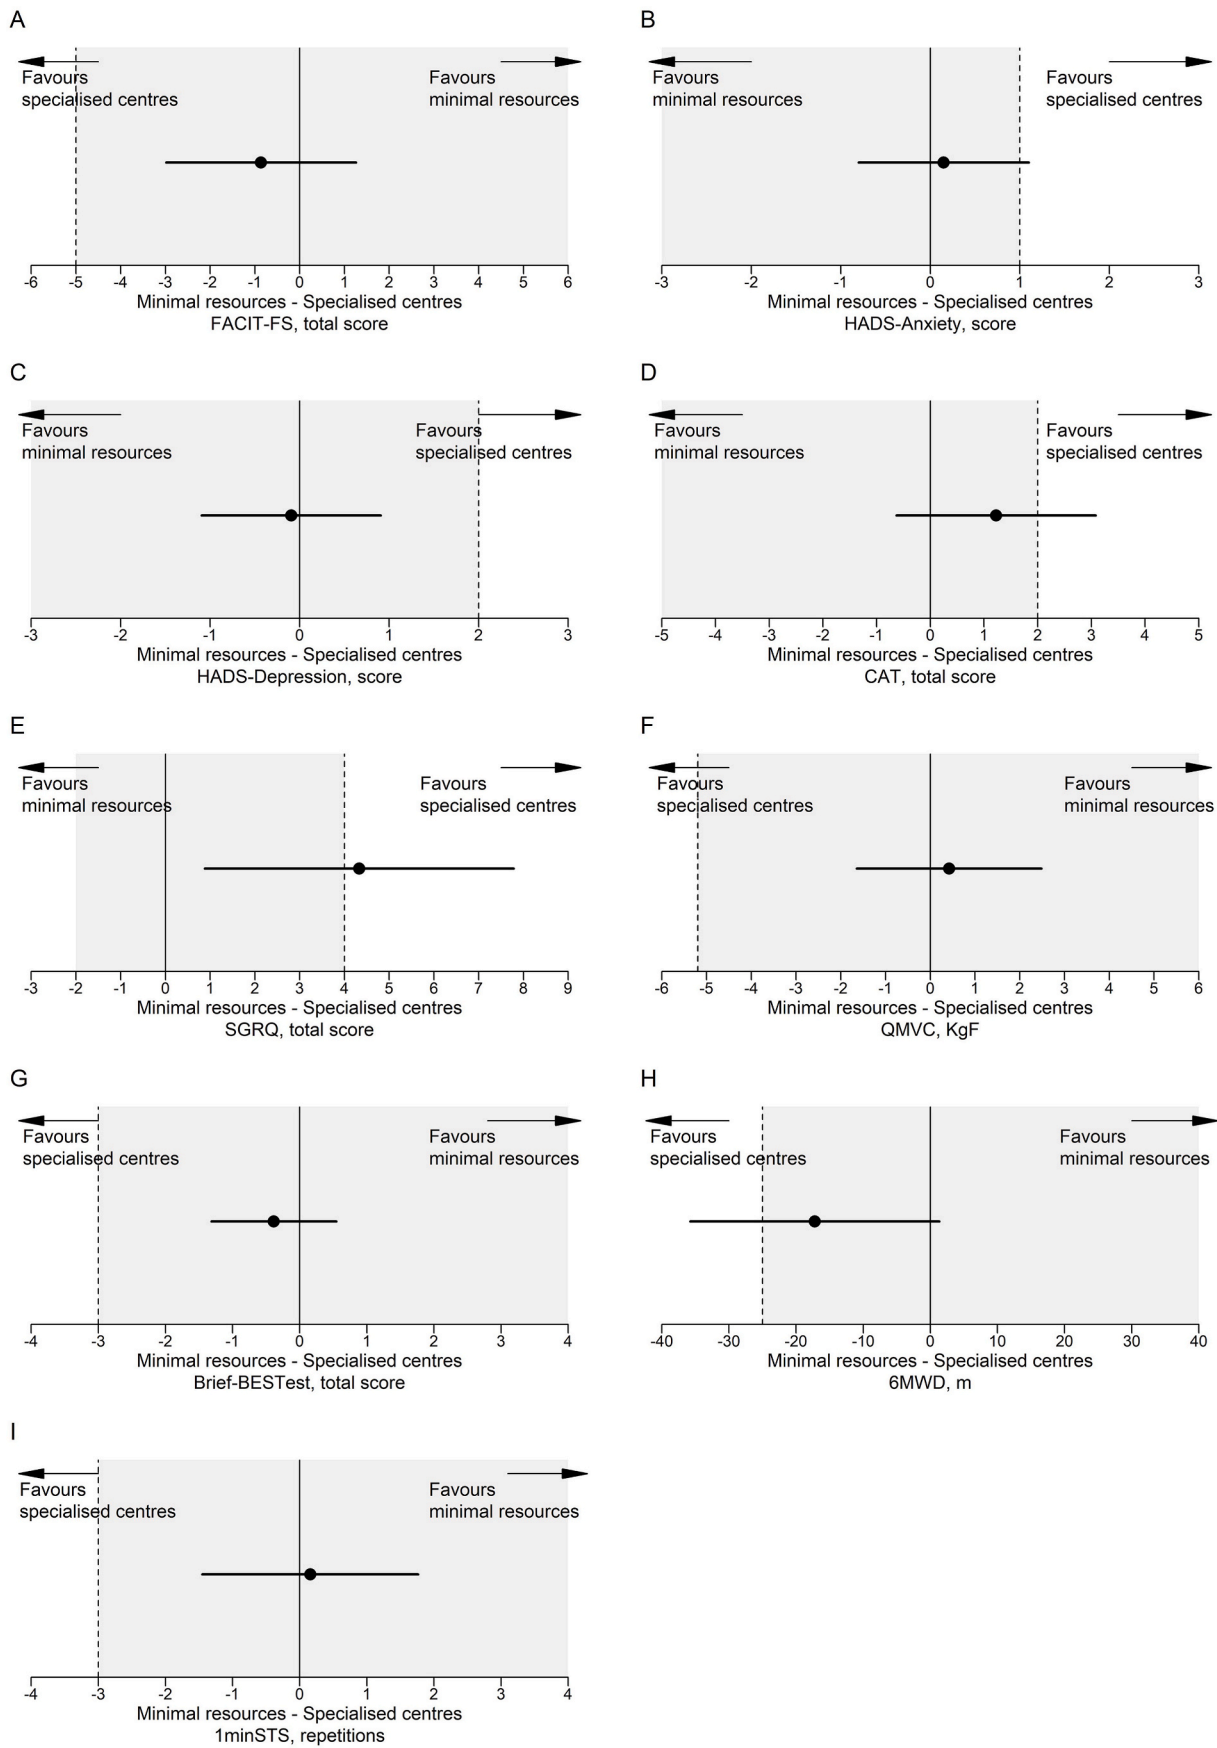 A
Favours
specialised centres
Favours
minimal resources
-6 -5 -4 -3 -2 -1 0 1 2 3 4 5 6
Minimal resources - Specialised centres
FACIT-FS, total score
B
Favours
minimal resources
Favours
specialised centres
-3 -2 -1 0 1 2 3
Minimal resources - Specialised centres
HADS-Anxiety, score
C
Favours
minimal resources
Favours
specialised centres
-3 -2 -1 0 1 2 3
Minimal resources - Specialised centres
HADS-Depression, score
D
Favours
minimal resources
Favours
specialised centres
-5 -4 -3 -2 -1 0 1 2 3 4 5
Minimal resources - Specialised centres
CAT, total score
E
Favours
minimal resources
Favours
specialised centres
-3 -2 -1 0 1 2 3 4 5 6 7 8 9
Minimal resources - Specialised centres
SGRQ, total score
F
Favours
specialised centres
Favours
minimal resources
-6 -5 -4 -3 -2 -1 0 1 2 3 4 5 6
Minimal resources - Specialised centres
QMVC, KgF
G
Favours
specialised centres
Favours
minimal resources
-4 -3 -2 -1 0 1 2 3 4
Minimal resources - Specialised centres
Brief-BESTest, total score
H
Favours
specialised centres
Favours
minimal resources
-40 -30 -20 -10 0 10 20 30 40
Minimal resources - Specialised centres
6MWD, m
I
Favours
specialised centres
Favours
minimal resources
-4 -3 -2 -1 0 1 2 3 4
Minimal resources - Specialised centres
1minSTS, repetitions